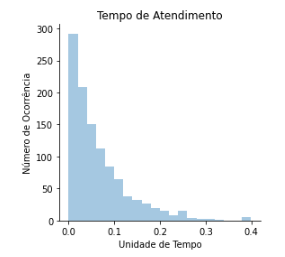 Tempo de Atendimento
300
250
200
150
100
50
0
Número de Ocorrência
0.0 0.1 0.2 0.3 0.4
Unidade de Tempo